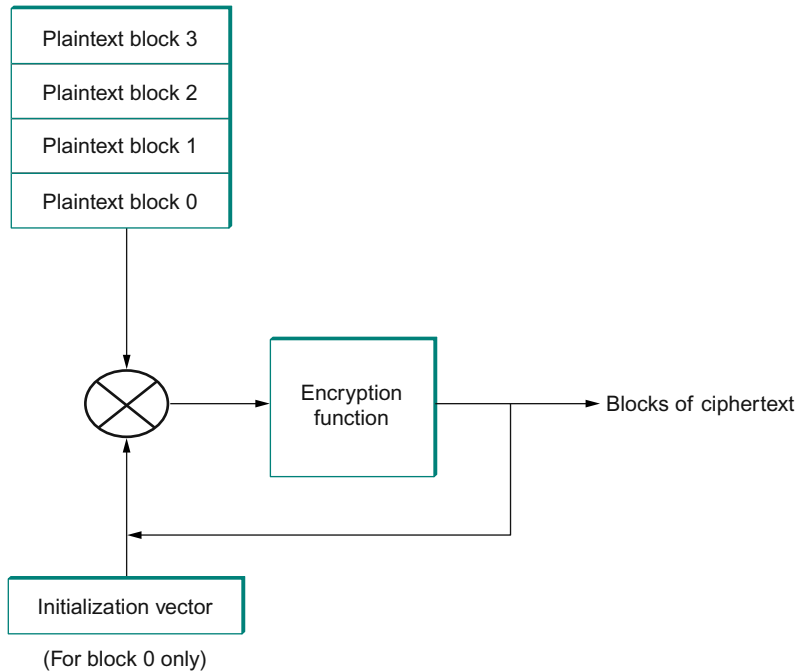 Plaintext block 3
Plaintext block 2
Plaintext block 1
Plaintext block 0
Encryption
function
Blocks of ciphertext
Initialization vector
(For block 0 only)